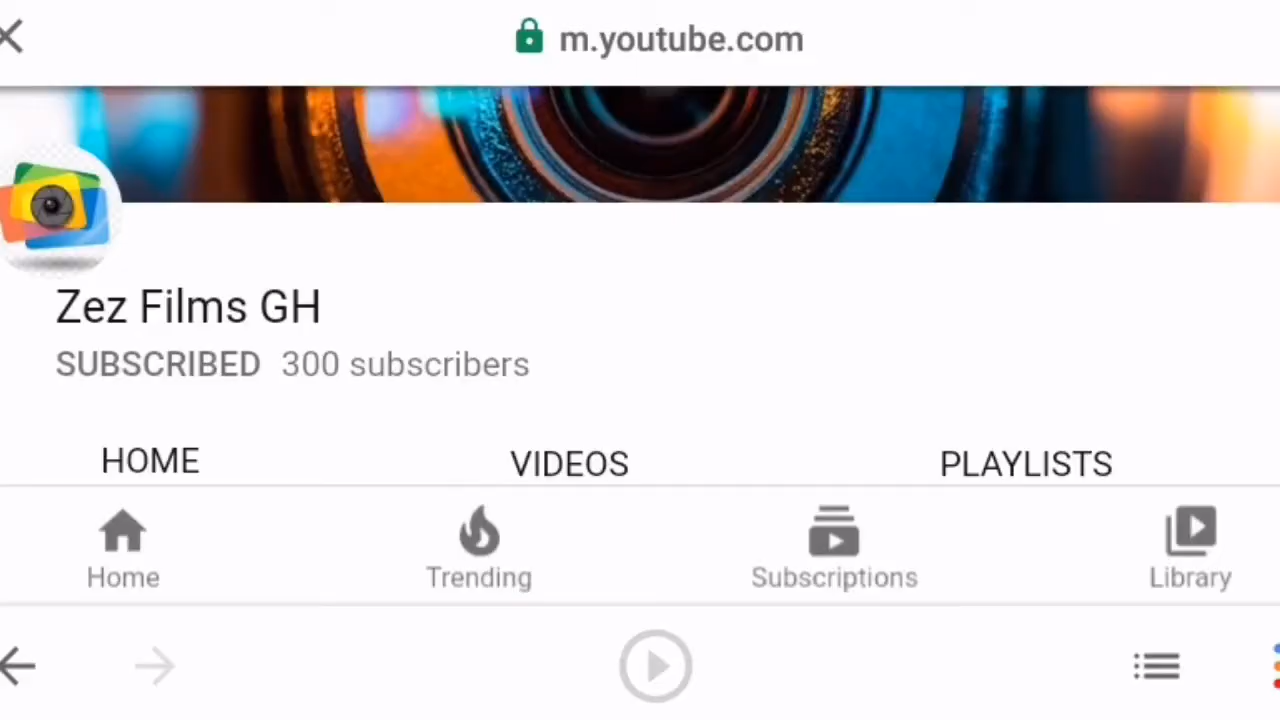 m.youtube.com
Zez Films GH
SUBSCRIBED 300 subscribers
HOME VIDEOS PLAYLISTS
Home Trending Subscriptions Library